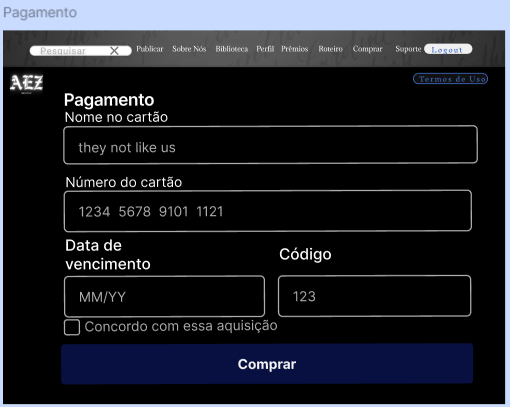 Pagamento
Pesquisar
Publicar Sobre Nós Biblioteca Perfil Prêmios Roteiro Comprar Suporte Logout
AEZ
Termos de Uso
Pagamento
Nome no cartão
they not like us
Número do cartão
1234 5678 9101 1121
Data de
vencimento
Código
MM/YY
123
Concordo com essa aquisição
Comprar